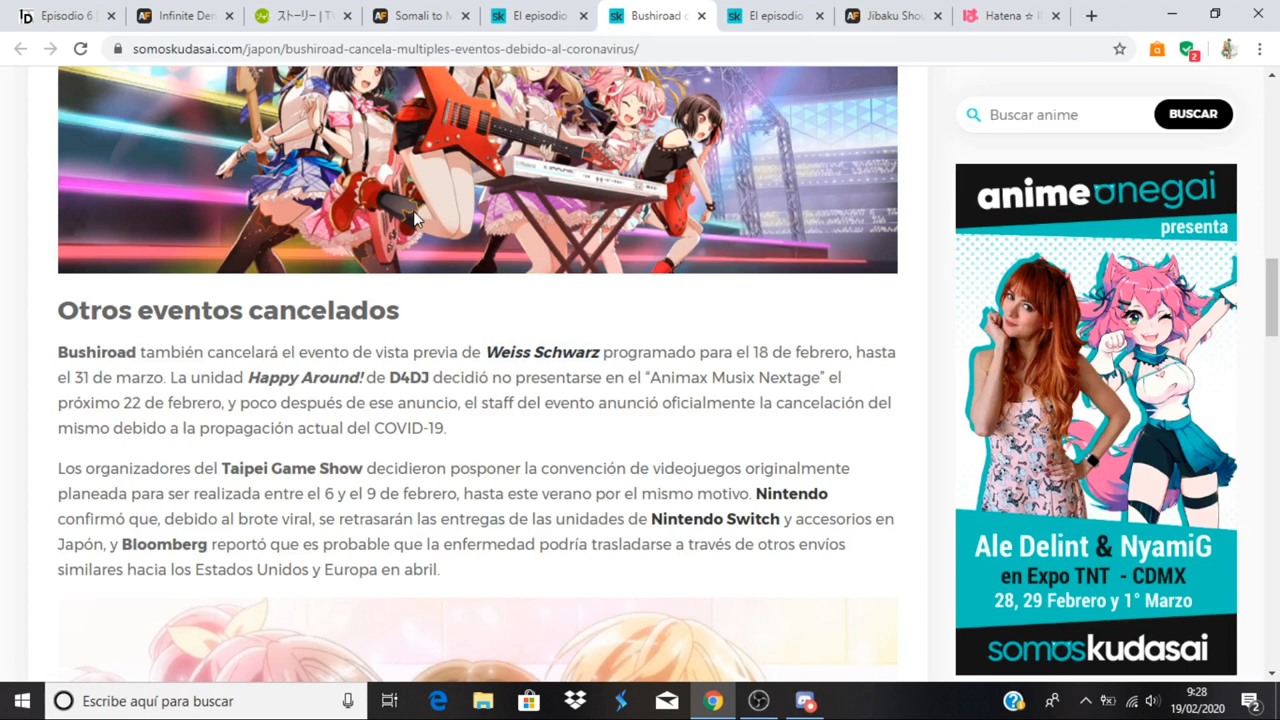 Episodio 6
Infinite Den
ストーリー | TV
Somali to M
El episodio
Bushiroad c
El episodio
Jibaku Shou
Hatena ☆ I
somoskudasai.com/japon/bushiroad-cancela-multiples-eventos-debido-al-coronavirus/
2
Buscar anime
BUSCAR
Otros eventos cancelados
Bushiroad también cancelará el evento de vista previa de Weiss Schwarz programado para el 18 de febrero, hasta
el 31 de marzo. La unidad Happy Around! de D4DJ decidió no presentarse en el “Animax Musix Nextage” el
próximo 22 de febrero, y poco después de ese anuncio, el staff del evento anunció oficialmente la cancelación del
mismo debido a la propagación actual del COVID-19.
Los organizadores del Taipei Game Show decidieron posponer la convención de videojuegos originalmente
planeada para ser realizada entre el 6 y el 9 de febrero, hasta este verano por el mismo motivo. Nintendo
confirmó que, debido al brote viral, se retrasarán las entregas de las unidades de Nintendo Switch y accesorios en
Japón, y Bloomberg reportó que es probable que la enfermedad podría trasladarse a través de otros envíos
similares hacia los Estados Unidos y Europa en abril.
anime onegai
presenta
Ale Delint & NyamiG
en Expo TNT - CDMX
28, 29 Febrero y 1° Marzo
somoskudasai
Escribe aquí para buscar
9:28
19/02/2020
2